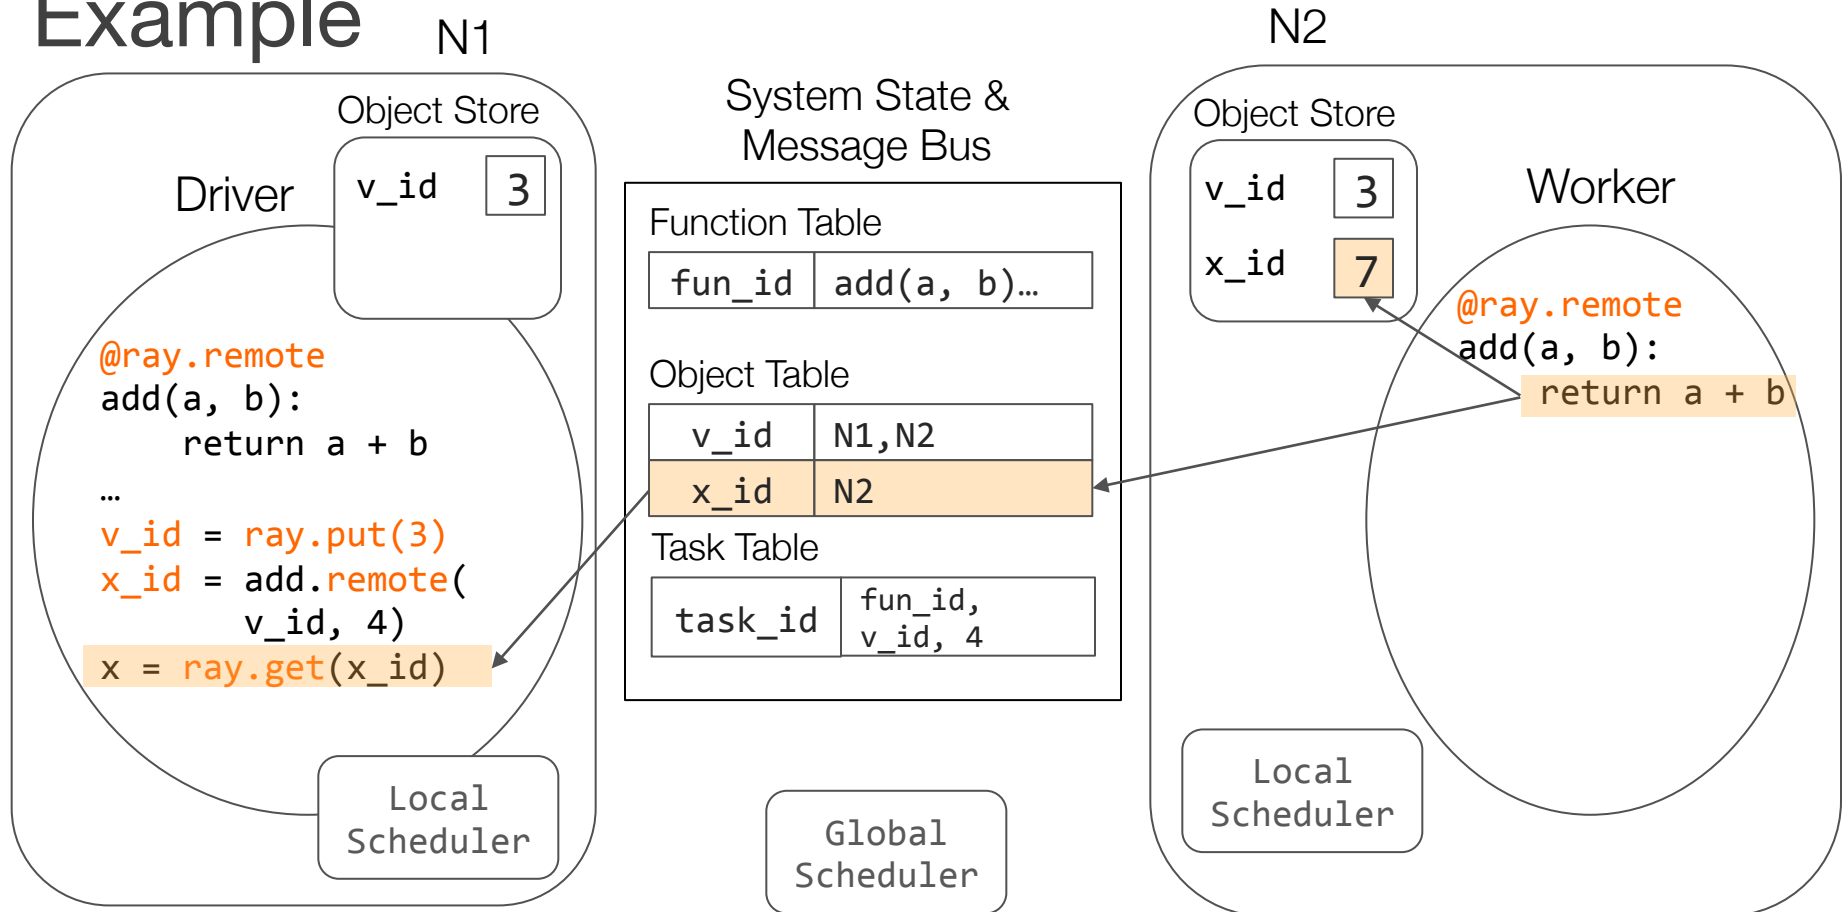 Example
N1
Object Store
v_id 3
Driver
@ray.remote
add(a, b):
return a + b
…
v_id = ray.put(3)
x_id = add.remote(
v_id, 4)
x = ray.get(x_id)
Local
Scheduler
System State &
Message Bus
Function Table
fun_id add(a, b)…
Object Table
v_id N1,N2
x_id N2
Task Table
task_id fun_id,
v_id, 4
Global
Scheduler
N2
Object Store
v_id 3
x_id 7
Worker
@ray.remote
add(a, b):
return a + b
Local
Scheduler